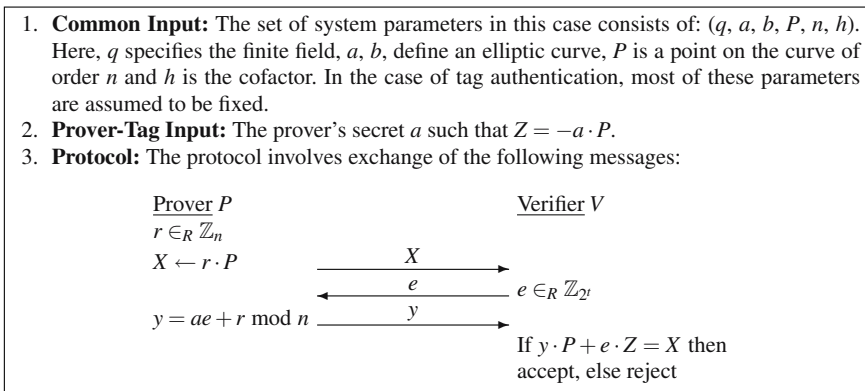 1. Common Input: The set of system parameters in this case consists of: (q, a, b, P, n, h).
Here, q specifies the finite field, a, b, define an elliptic curve, P is a point on the curve of
order n and h is the cofactor. In the case of tag authentication, most of these parameters
are assumed to be fixed.
2. Prover-Tag Input: The prover's secret a such that Z = −a · P.
3. Protocol: The protocol involves exchange of the following messages:
Prover P Verifier V
r ∈R ℤn
X ← r · P X
e e ∈R ℤ2t
y = ae + r mod n y
If y · P + e · Z = X then
accept, else reject